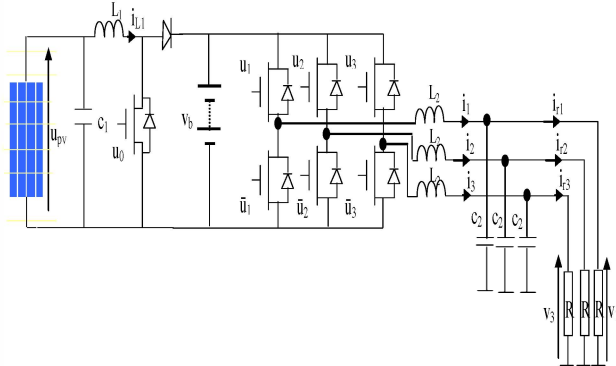 L1
iL1
u1
u2
u3
upv
c1
u0
vb
L2
i1
ir1
L2
i2
ir2
L2
i3
ir3
ū1
ū2
ū3
c2
c2
c2
v3
R
R
R
v